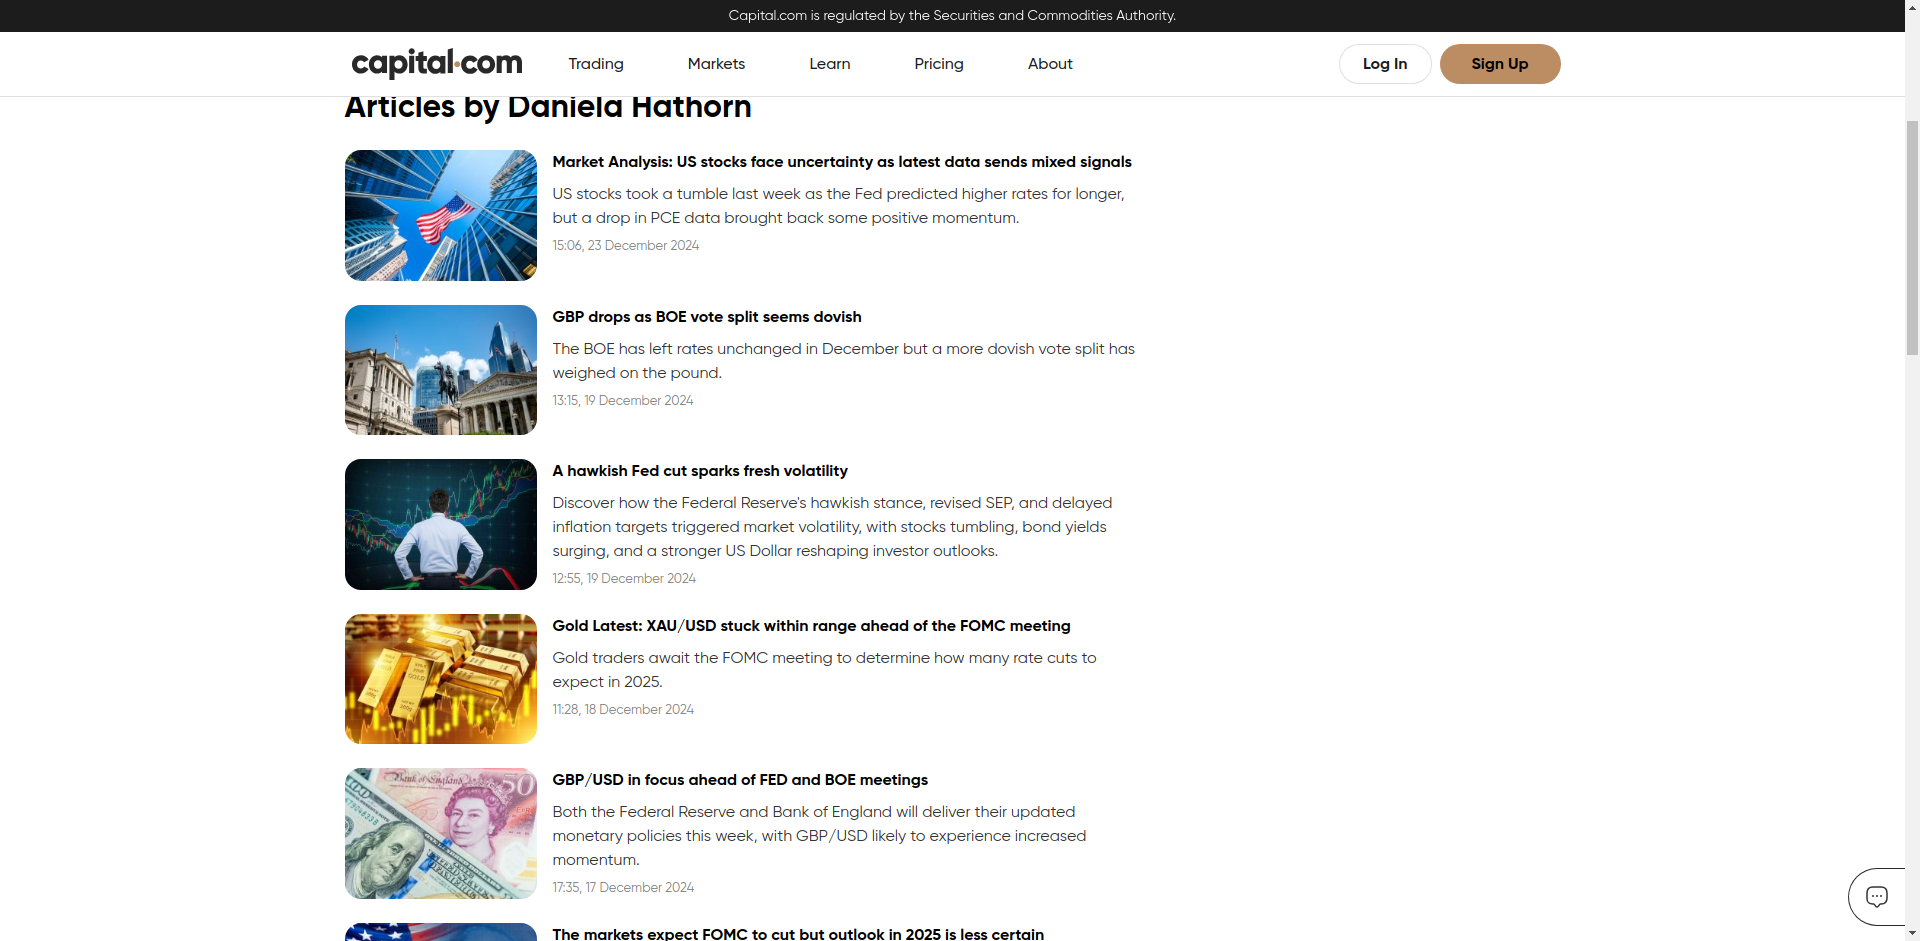 Capital.com is regulated by the Securities and Commodities Authority.
capital.com
Trading
Markets
Learn
Pricing
About
Log In
Sign Up
Articles by Daniela Hathorn
Market Analysis: US stocks face uncertainty as latest data sends mixed signals
US stocks took a tumble last week as the Fed predicted higher rates for longer,
but a drop in PCE data brought back some positive momentum.
15:06, 23 December 2024
GBP drops as BOE vote split seems dovish
The BOE has left rates unchanged in December but a more dovish vote split has
weighed on the pound.
13:15, 19 December 2024
A hawkish Fed cut sparks fresh volatility
Discover how the Federal Reserve's hawkish stance, revised SEP, and delayed
inflation targets triggered market volatility, with stocks tumbling, bond yields
surging, and a stronger US Dollar reshaping investor outlooks.
12:55, 19 December 2024
Gold Latest: XAU/USD stuck within range ahead of the FOMC meeting
Gold traders await the FOMC meeting to determine how many rate cuts to
expect in 2025.
11:28, 18 December 2024
GBP/USD in focus ahead of FED and BOE meetings
Both the Federal Reserve and Bank of England will deliver their updated
monetary policies this week, with GBP/USD likely to experience increased
momentum.
17:35, 17 December 2024
Bank of England
50
The markets expect FOMC to cut but outlook in 2025 is less certain